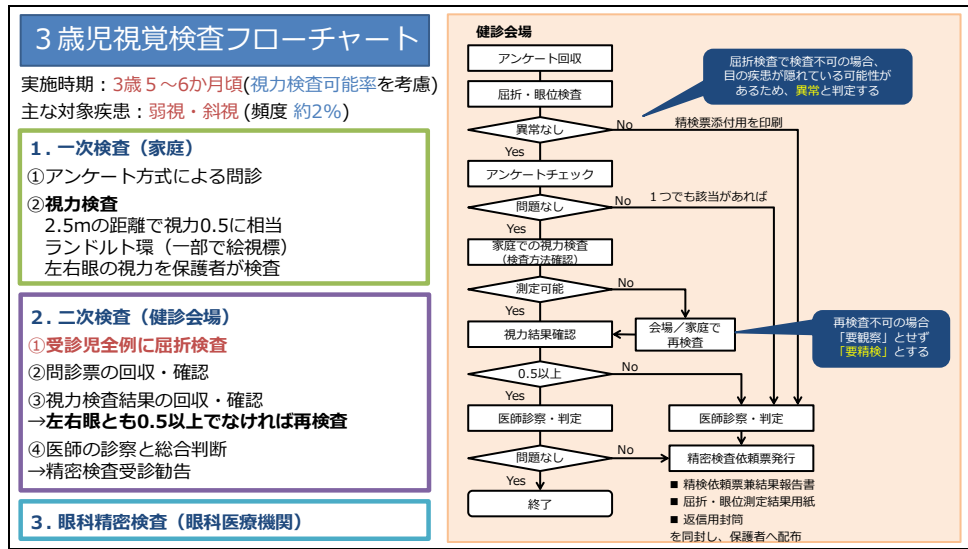 3歳児視覚検査フローチャート
実施時期：3歳5～6か月頃(視力検査可能率を考慮)
主な対象疾患：弱視・斜視 (頻度 約2%)
1. 一次検査（家庭）
①アンケート方式による問診
②視力検査
2.5mの距離で視力0.5に相当
ランドルト環（一部で絵視標）
左右眼の視力を保護者が検査
2. 二次検査（健診会場）
①受診児全例に屈折検査
②問診票の回収・確認
③視力検査結果の回収・確認
→左右眼とも0.5以上でなければ再検査
④医師の診察と総合判断
→精密検査受診勧告
3. 眼科精密検査（眼科医療機関）
健診会場
アンケート回収
屈折・眼位検査
屈折検査で検査不可の場合、
目の疾患が隠れている可能性が
あるため、異常と判定する
異常なし
No
精検票添付用を印刷
Yes
アンケートチェック
問題なし
No
１つでも該当があれば
Yes
家庭での視力検査
（検査方法確認）
測定可能
No
Yes
視力結果確認
会場／家庭で
再検査
再検査不可の場合
「要観察」とせず
「要精検」とする
0.5以上
No
Yes
医師診察・判定
医師診察・判定
問題なし
No
精密検査依頼票発行
Yes
終了
■ 精検依頼票兼結果報告書
■ 屈折・眼位測定結果用紙
■ 返信用封筒
を同封し、保護者へ配布